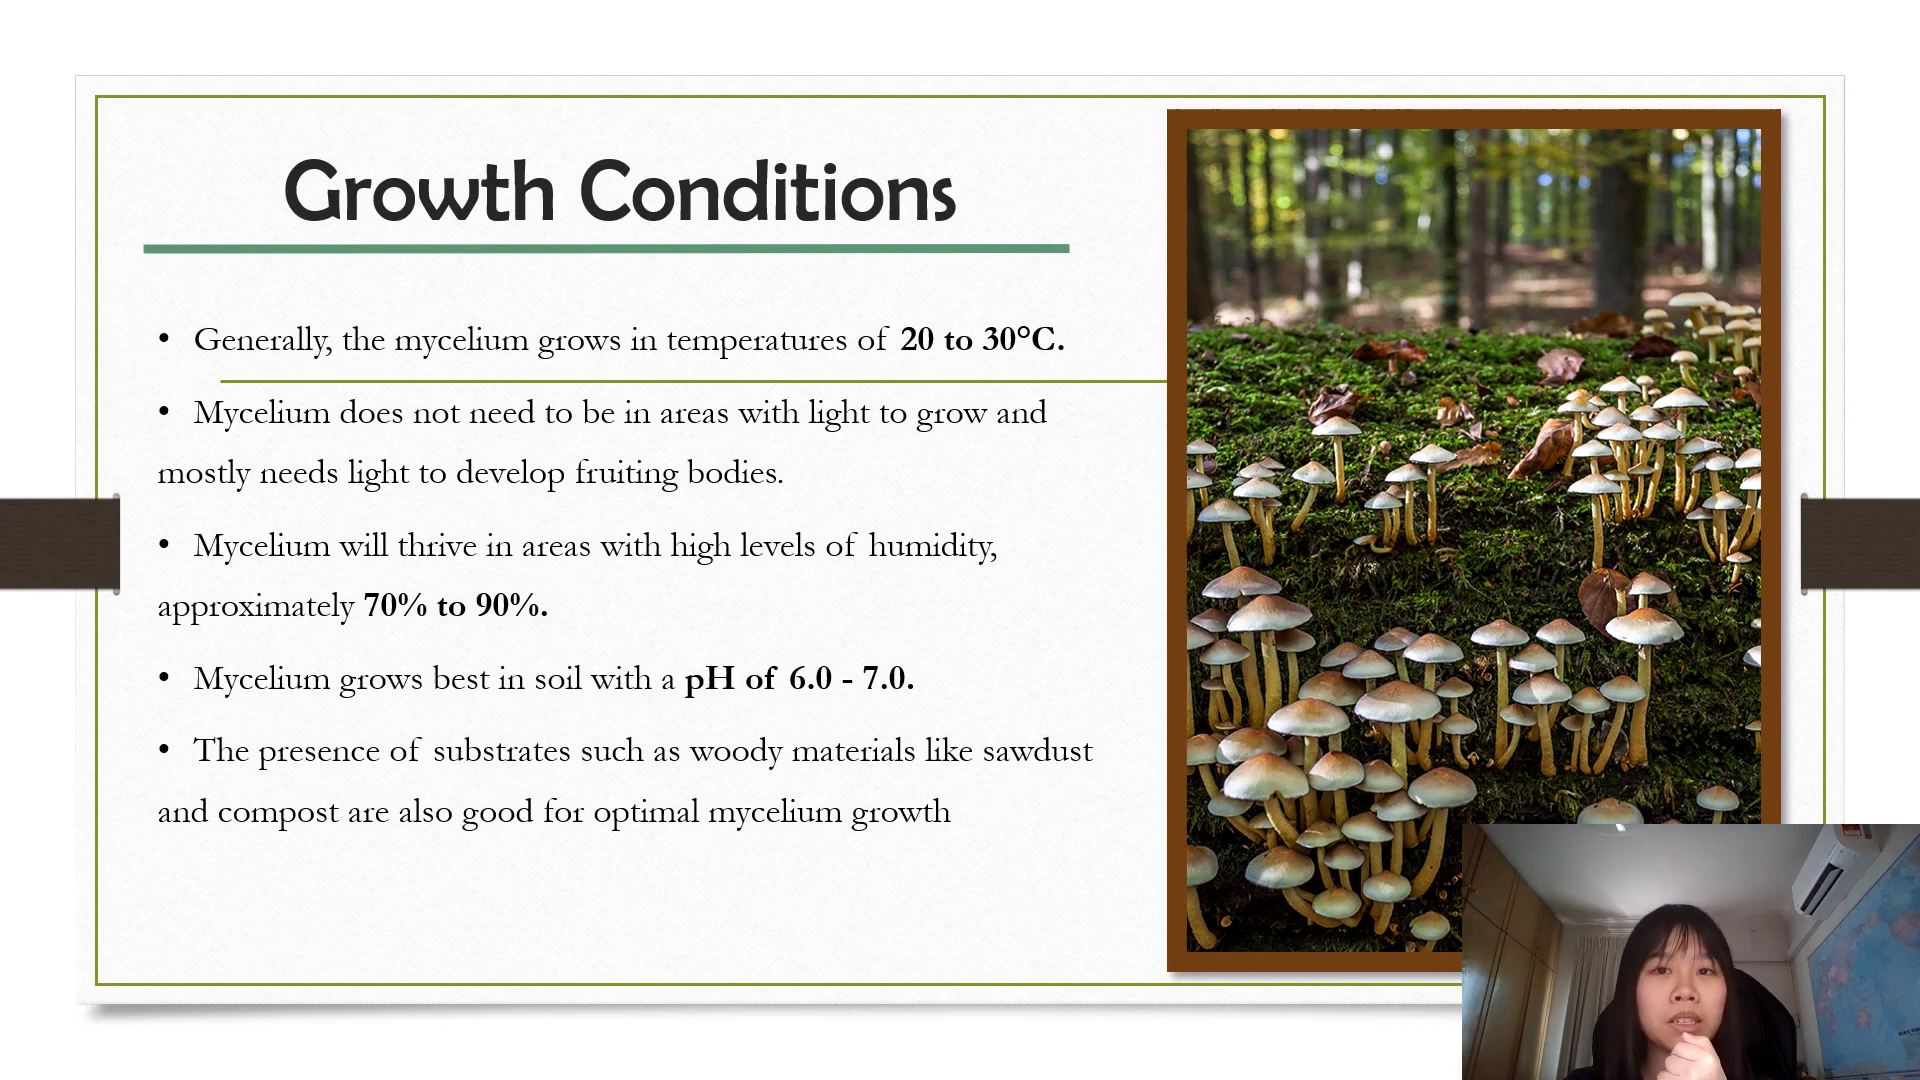 Growth Conditions
• Generally, the mycelium grows in temperatures of 20 to 30°C.
• Mycelium does not need to be in areas with light to grow and
mostly needs light to develop fruiting bodies.
• Mycelium will thrive in areas with high levels of humidity,
approximately 70% to 90%.
• Mycelium grows best in soil with a pH of 6.0 - 7.0.
• The presence of substrates such as woody materials like sawdust
and compost are also good for optimal mycelium growth